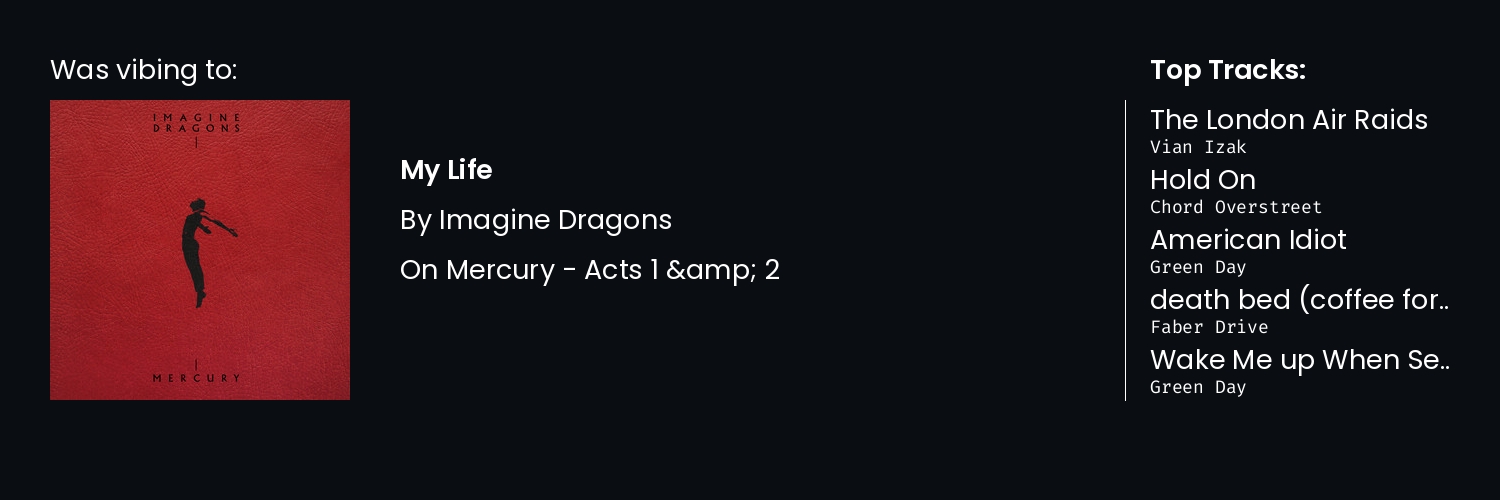 Was vibing to:
IMAGINE
DRAGONS
MERCURY
My Life
By Imagine Dragons
On Mercury - Acts 1 &amp;amp; 2
Top Tracks:
The London Air Raids
Vian Izak
Hold On
Chord Overstreet
American Idiot
Green Day
death bed (coffee for..
Faber Drive
Wake Me up When Se..
Green Day